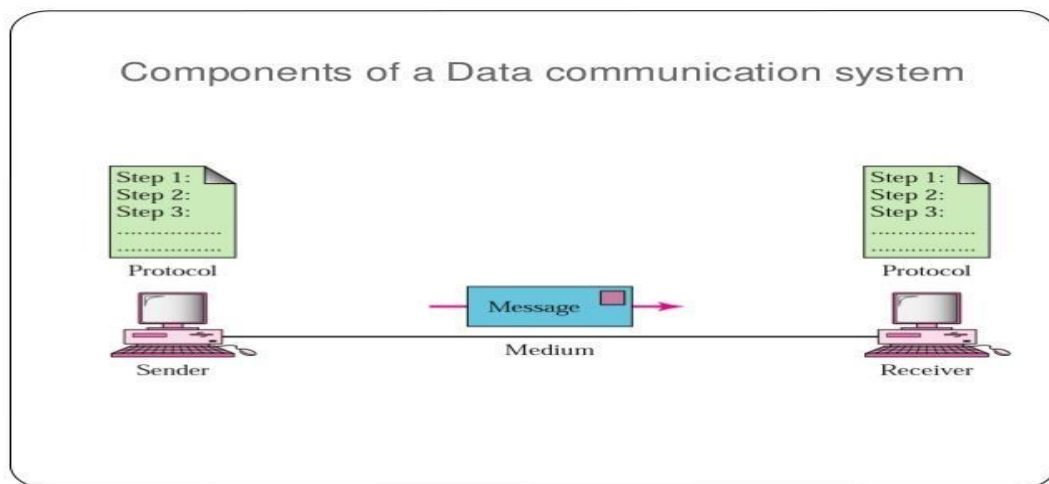 Components of a Data communication system
Step 1:
Step 2:
Step 3:
................
................
Protocol
Step 1:
Step 2:
Step 3:
................
................
Protocol
Message
Medium
Sender
Receiver